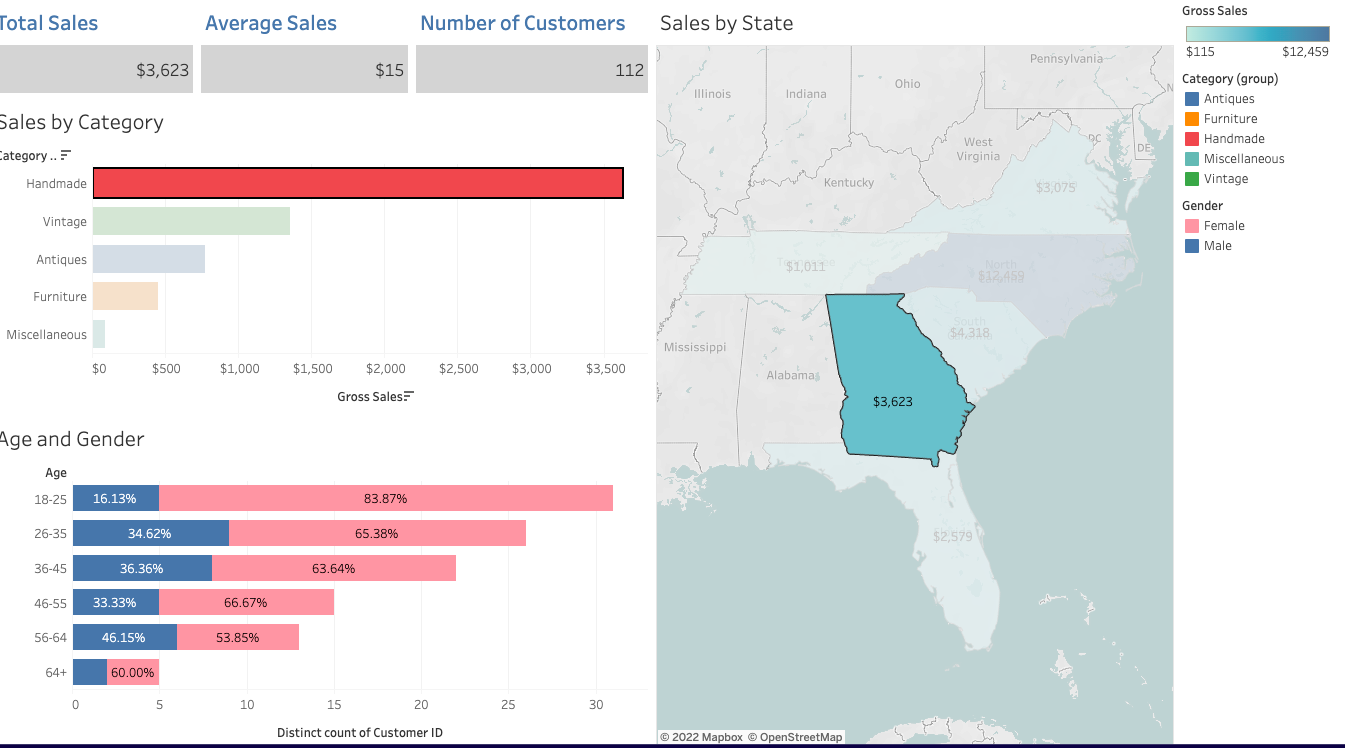 Total Sales
Average Sales
Number of Customers
$3,623
$15
112
Sales by Category
Category ..
Handmade
Vintage
Antiques
Furniture
Miscellaneous
$0 $500 $1,000 $1,500 $2,000 $2,500 $3,000 $3,500
Gross Sales
Age and Gender
Age
18-25 16.13% 83.87%
26-35 34.62% 65.38%
36-45 36.36% 63.64%
46-55 33.33% 66.67%
56-64 46.15% 53.85%
64+ 60.00%
0 5 10 15 20 25 30
Distinct count of Customer ID
Sales by State
Pennsylvania
Illinois
Indiana
Ohio
N
DC
DE
West
Virginia
Kentucky
$3,075
$1,011
North
$12,459
South
$4,318
Mississippi
Alabama
$3,623
$2,579
© 2022 Mapbox © OpenStreetMap
Gross Sales
$115 $12,459
Category (group)
Antiques
Furniture
Handmade
Miscellaneous
Vintage
Gender
Female
Male